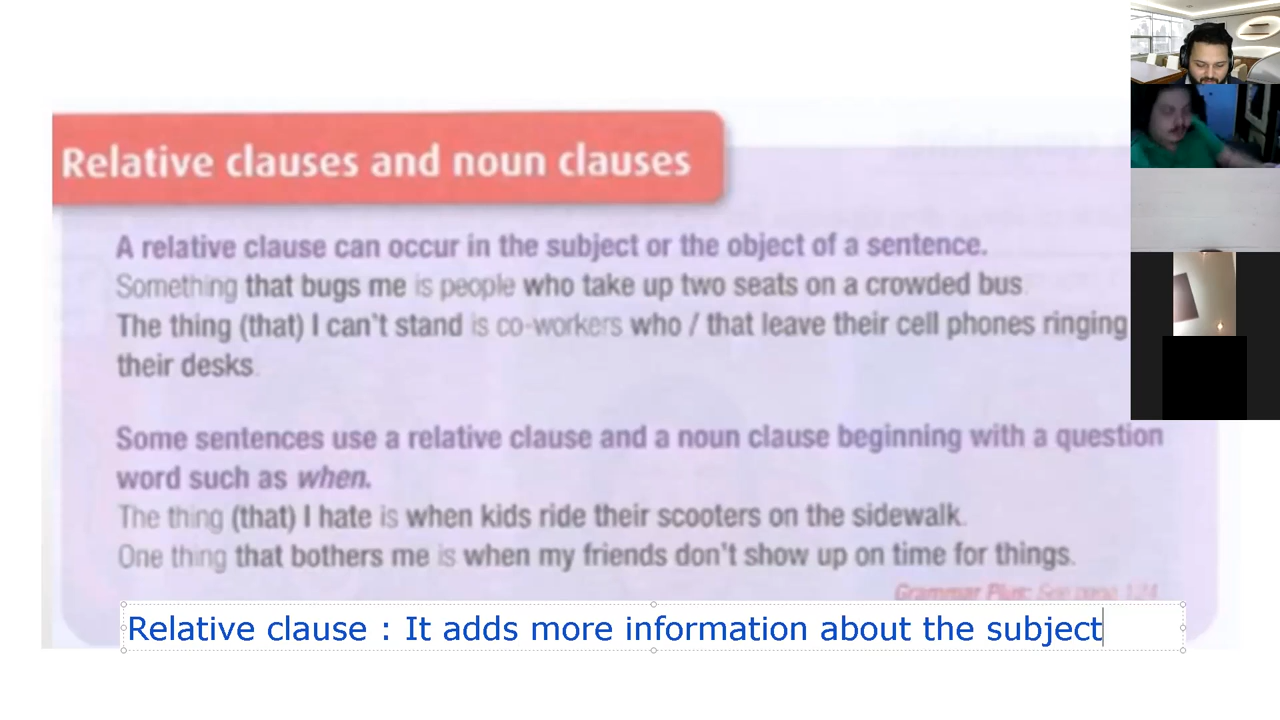 Relative clauses and noun clauses
A relative clause can occur in the subject or the object of a sentence.
Something that bugs me is people who take up two seats on a crowded bus.
The thing (that) I can't stand is co-workers who / that leave their cell phones ringing
their desks.
Some sentences use a relative clause and a noun clause beginning with a question
word such as when.
The thing (that) I hate is when kids ride their scooters on the sidewalk.
One thing that bothers me is when my friends don't show up on time for things.
Grammar Plus: See page 124
Relative clause : It adds more information about the subject